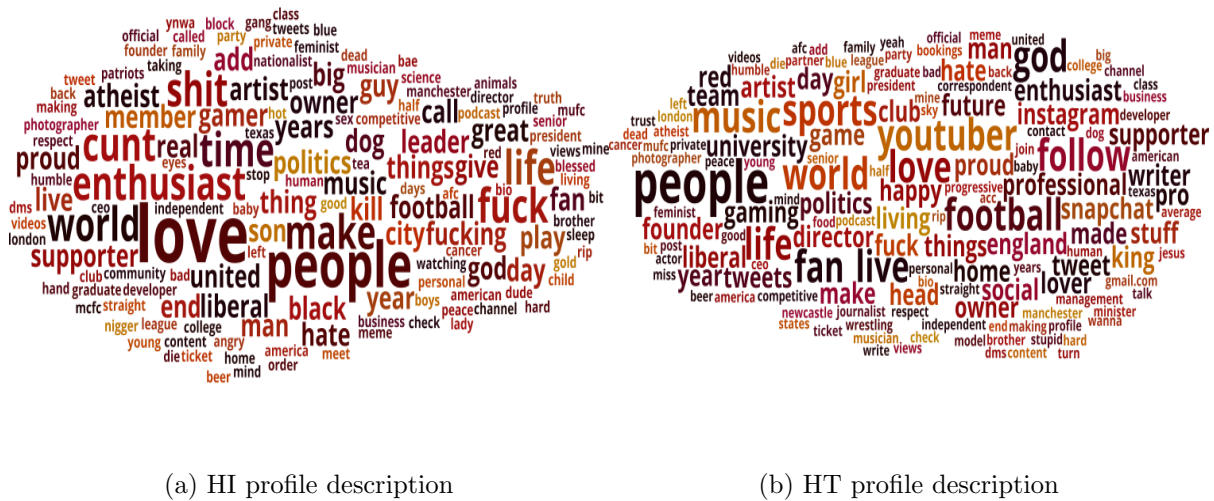 ynwa block gang class
official called party tweets blue
founder family private feminist
taking add nationalist dead bae
tweet patriots shit artist post big musician guy science animals
back atheist owner manchester director truth
making member gamer hot sex competitive half call podcast profile mufc
photographer texas years dog great senior
respect cunt real time leader red president
proud eyes stop politics tea things give life views mine
humble enthusiast human music days afc bio blessed living
dms live ceo independent baby thing good kill football fuck fan bit
videos world love son make city fucking brother
london left cancer play sleep
supporter people watching god day gold rip
club community bad united personal child
hand graduate developer year boys american dude
mcfc straight end liberal black peace channel hard
nigger league college man hate business check lady
young content angry meme
die ticket home america meet
beer mind order
official meme united
videos afc add family yeah party bookings man god big
humble die partner blue league graduate bad hate back college channel
red artist day girl president correspondent enthusiast class
team music sports club mine sky future instagram business
left trust developer
dead mufc atheist private university game youtuber contact dog supporter
cancer photographer peace young senior half love join follow american
people mind world proud baby professional texas writer
feminist gaming politics happy progressive acc pro
founder good food podcast living rip football snapchat average
bit post life director fuck things england made stuff
actor liberal ceo human king jesus
miss year tweets fan live personal home years tweet gmail.com
beer america competitive make head big straight social lover management talk
newcastle journalist respect owner manchester minister
states ticket wrestling independent end making profile wanna
musician check model brother stupid hard
write views dms content turn
(a) HI profile description
(b) HT profile description